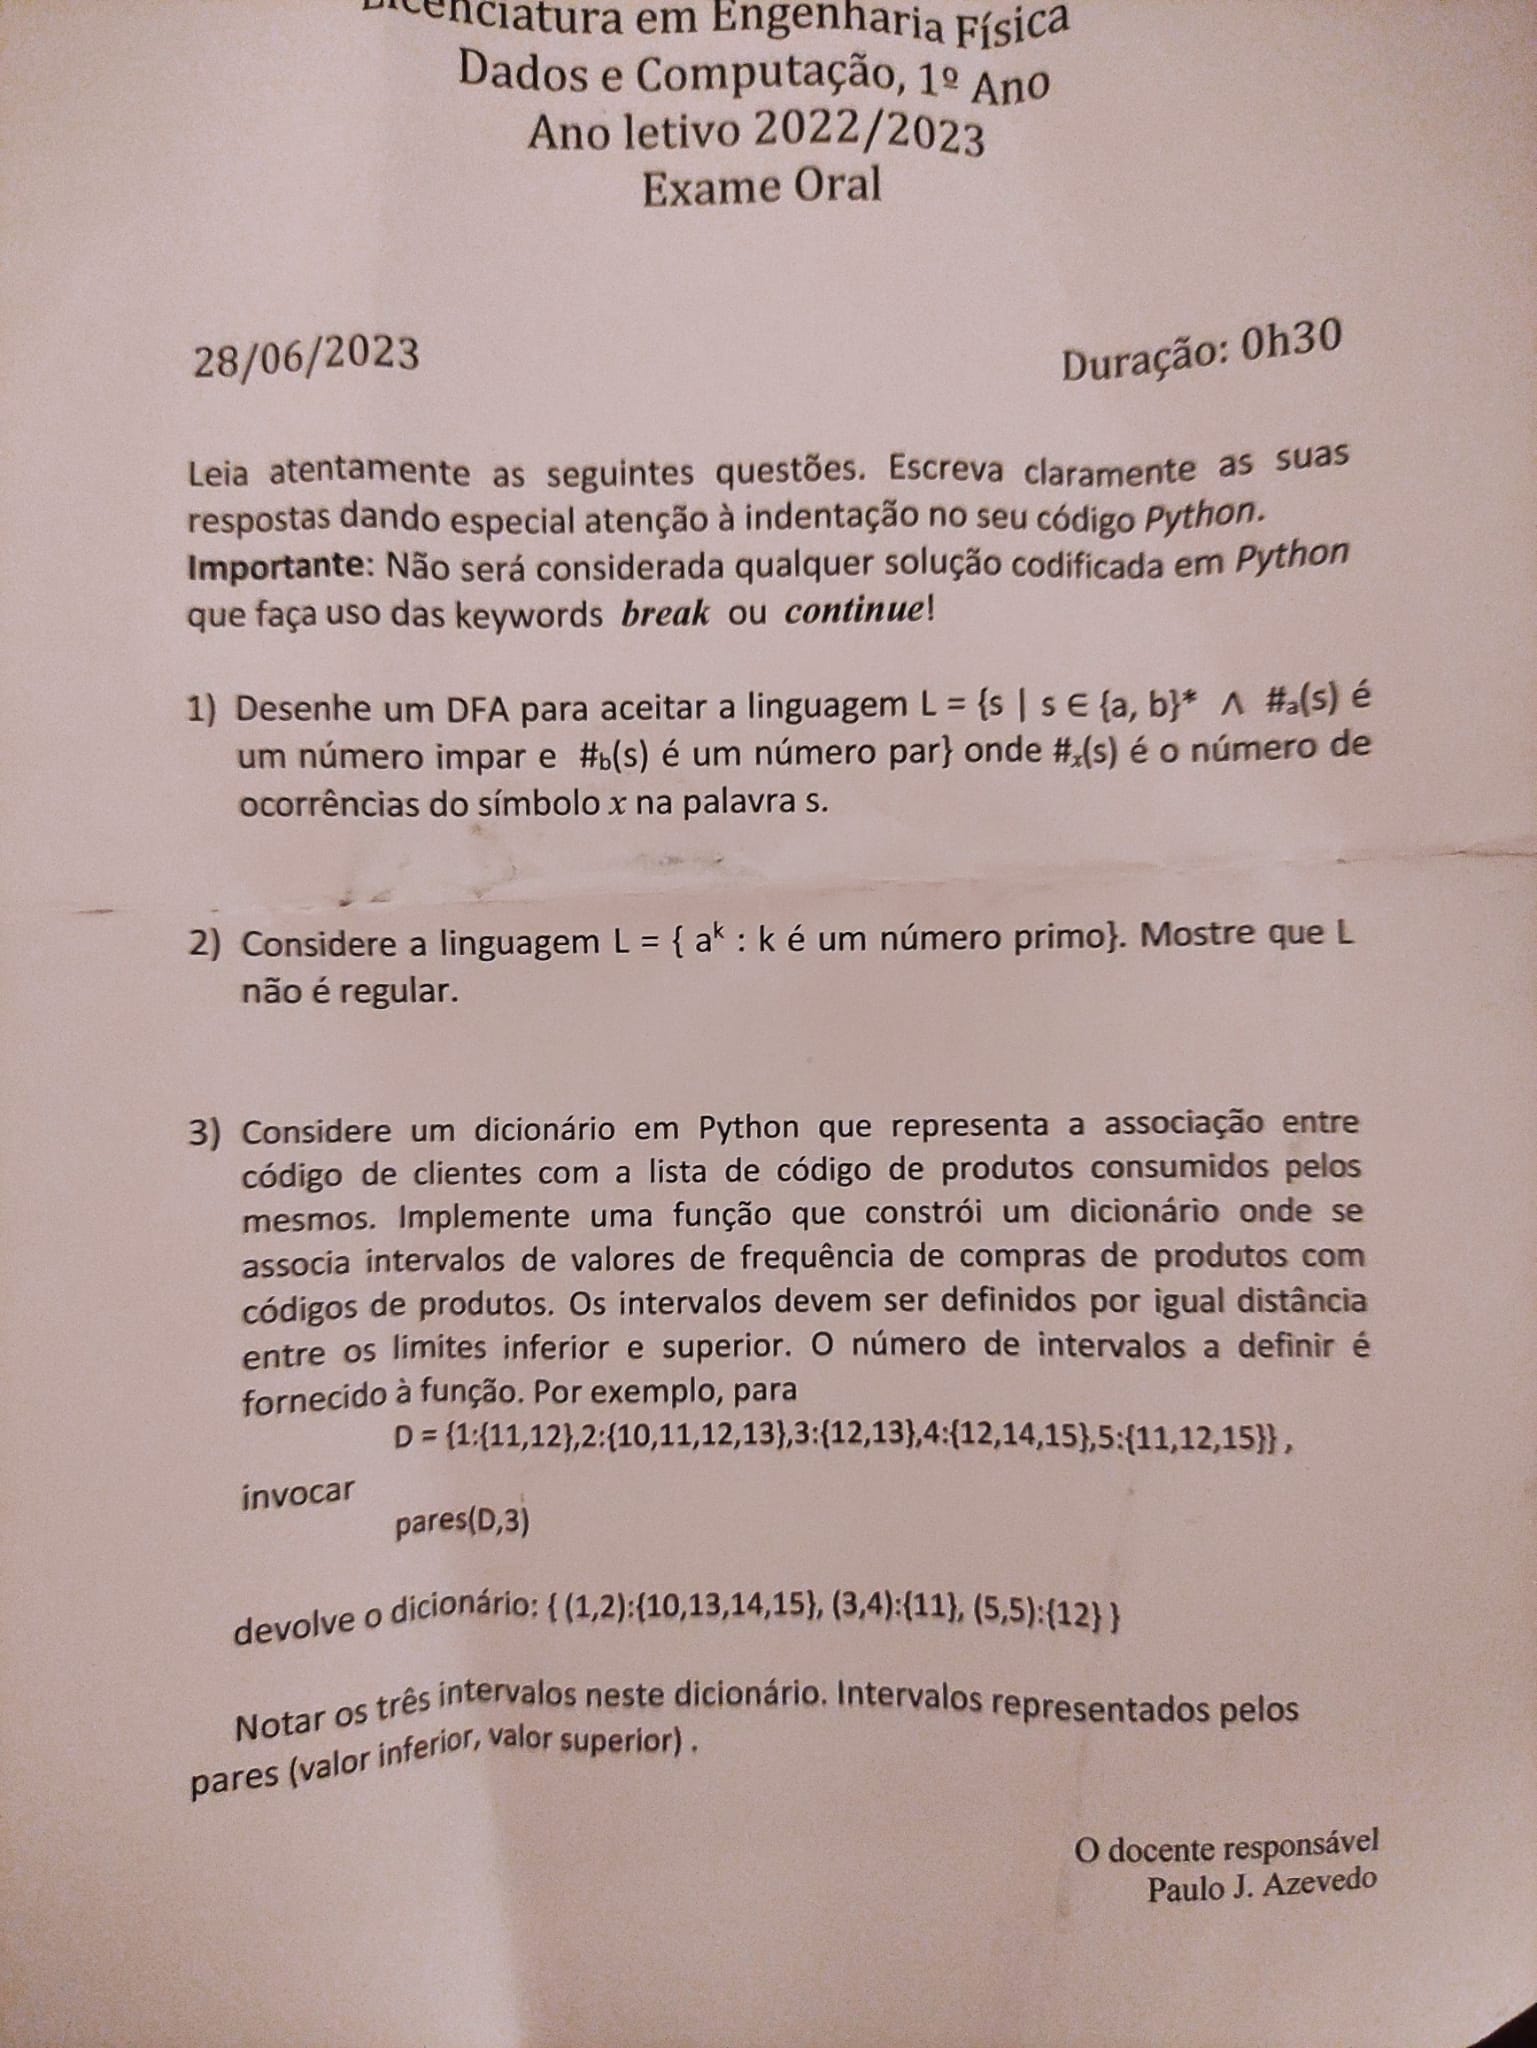 Licenciatura em Engenharia Física
Dados e Computação, 1º Ano
Ano letivo 2022/2023
Exame Oral
28/06/2023
Duração: 0h30
Leia atentamente as seguintes questões. Escreva claramente as suas
respostas dando especial atenção à indentação no seu código Python.
Importante: Não será considerada qualquer solução codificada em Python
que faça uso das keywords break ou continue!
1) Desenhe um DFA para aceitar a linguagem L = {s | s ∈ {a, b}* ∧ #ₐ(s) é
um número impar e #b(s) é um número par} onde #ₓ(s) é o número de
ocorrências do símbolo x na palavra s.
2) Considere a linguagem L = { aᵏ : k é um número primo}. Mostre que L
não é regular.
3) Considere um dicionário em Python que representa a associação entre
código de clientes com a lista de código de produtos consumidos pelos
mesmos. Implemente uma função que constrói um dicionário onde se
associa intervalos de valores de frequência de compras de produtos com
códigos de produtos. Os intervalos devem ser definidos por igual distância
entre os limites inferior e superior. O número de intervalos a definir é
fornecido à função. Por exemplo, para
D = {1:{11,12},2:{10,11,12,13},3:{12,13},4:{12,14,15},5:{11,12,15}} ,
invocar
pares(D,3)
devolve o dicionário: { (1,2):{10,13,14,15}, (3,4):{11}, (5,5):{12} }
Notar os três intervalos neste dicionário. Intervalos representados pelos
pares (valor inferior, valor superior) .
O docente responsável
Paulo J. Azevedo